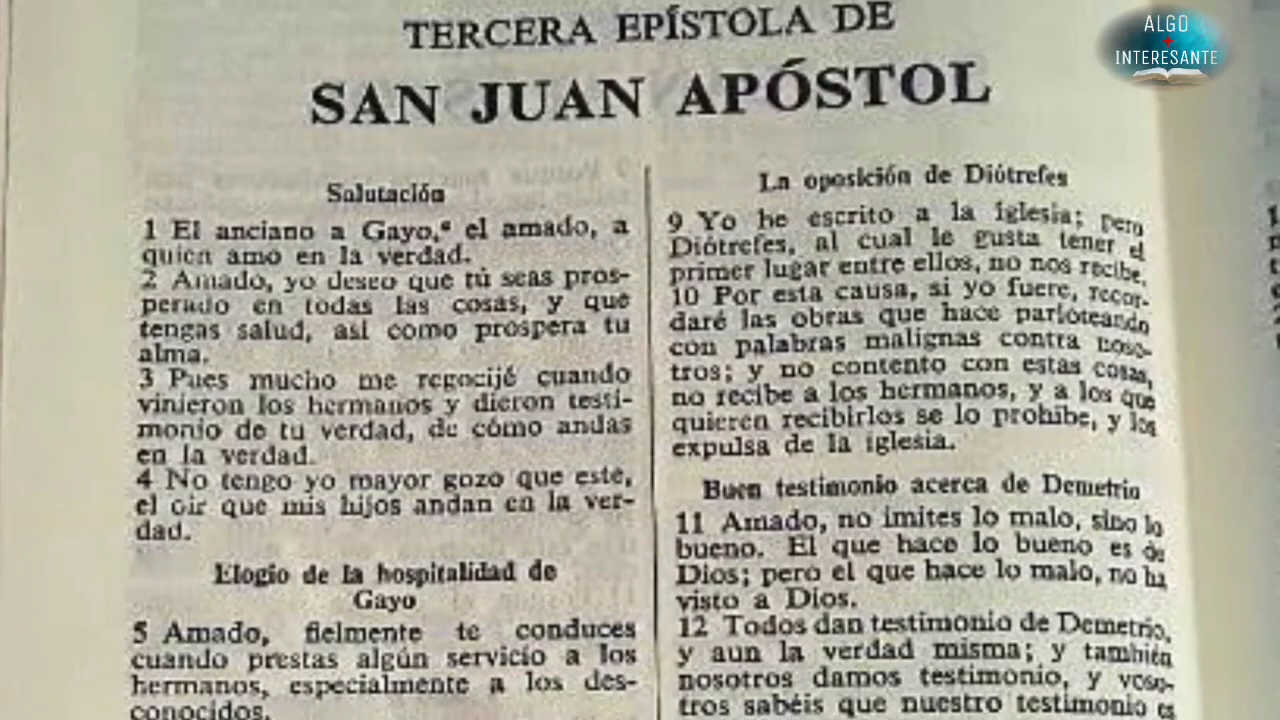 TERCERA EPÍSTOLA DE
SAN JUAN APÓSTOL
ALGO
+
INTERESANTE
Salutación
1 El anciano a Gayo,ª el amado, a
quien amo en la verdad.
2 Amado, yo deseo que tú seas pros-
perado en todas las cosas, y que
tengas salud, así como prospera tu
alma.
3 Pues mucho me regocijé cuando
vinieron los hermanos y dieron testi-
monio de tu verdad, de cómo andas
en la verdad.
4 No tengo yo mayor gozo que este,
el oir que mis hijos andan en la ver-
dad.
Elogio de la hospitalidad de
Gayo
5 Amado, fielmente te conduces
cuando prestas algún servicio a los
hermanos, especialmente a los des-
conocidos.
La oposición de Diótrefes
9 Yo he escrito a la iglesia; pero
Diótrefes, al cual le gusta tener el
primer lugar entre ellos, no nos recibe.
10 Por esta causa, si yo fuere, recor-
daré las obras que hace parloteando
con palabras malignas contra noso-
tros; y no contento con estas cosas,
no recibe a los hermanos, y a los que
quieren recibirlos se lo prohíbe, y los
expulsa de la iglesia.
Buen testimonio acerca de Demetrio
11 Amado, no imites lo malo, sino lo
bueno. El que hace lo bueno es de
Dios; pero el que hace lo malo, no ha
visto a Dios.
12 Todos dan testimonio de Demetrio,
y aun la verdad misma; y también
nosotros damos testimonio, y voso-
tros sabéis que nuestro testimonio es